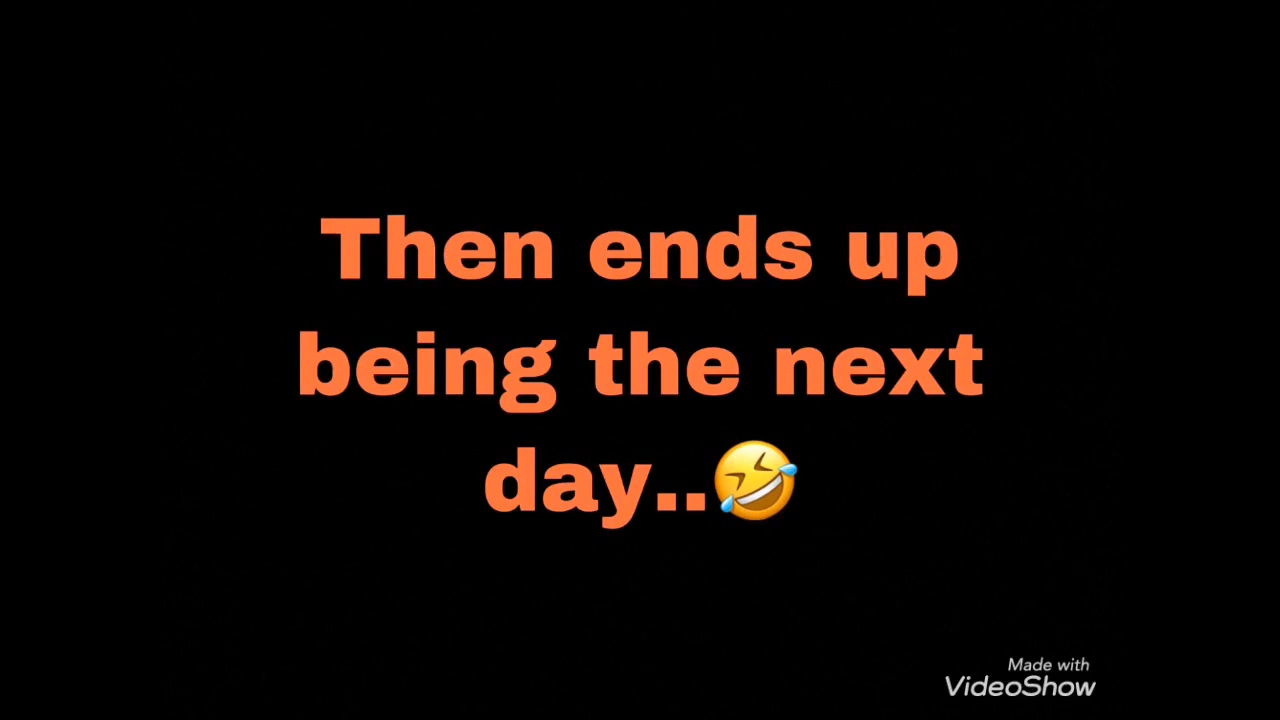 Then ends up
being the next
day..🤣
Made with
VideoShow